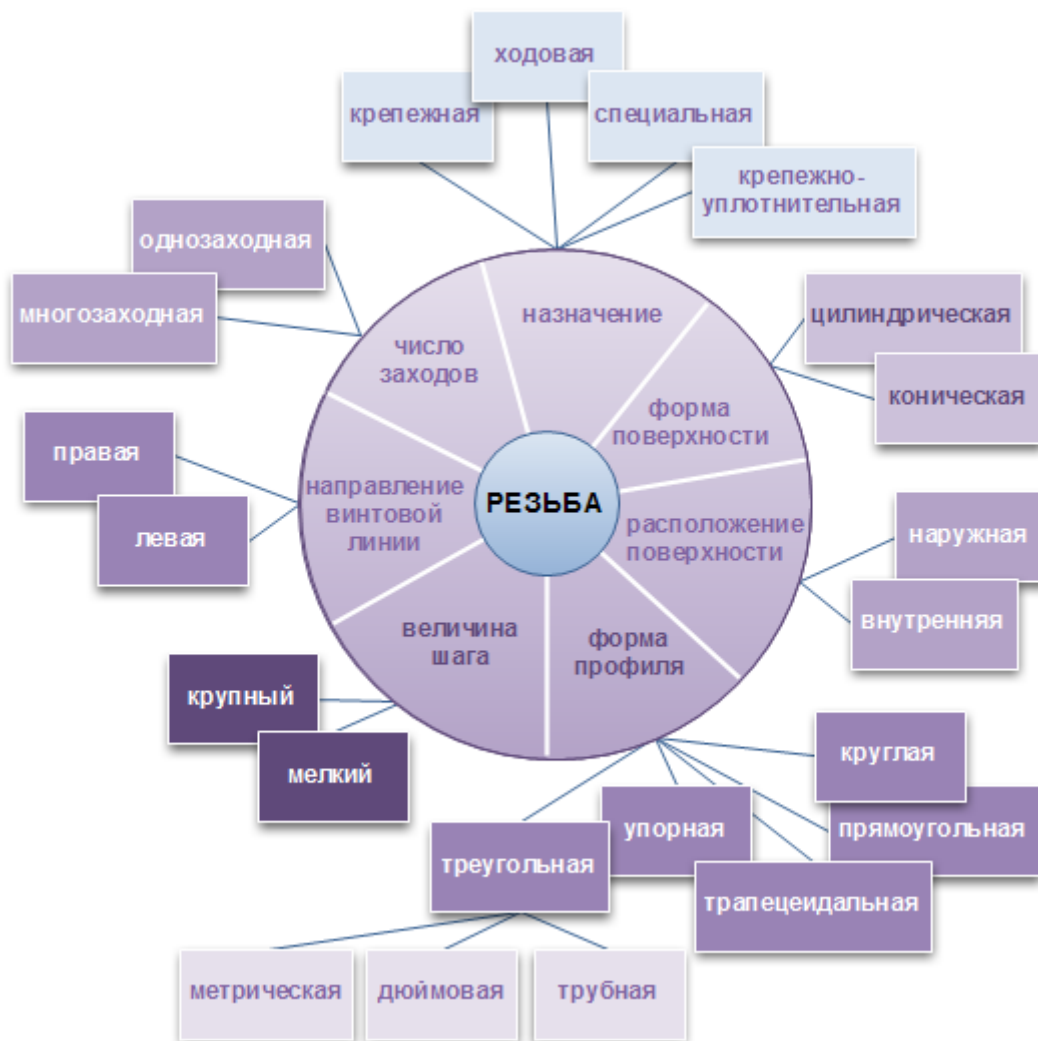 ходовая
крепежная
специальная
крепежно-
уплотнительная
однозаходная
многозаходная
назначение
цилиндрическая
число
заходов
коническая
форма
поверхности
правая
левая
направление
винтовой
линии
РЕЗЬБА
расположение
поверхности
наружная
внутренняя
величина
шага
форма
профиля
крупный
мелкий
круглая
упорная
прямоугольная
треугольная
трапецеидальная
метрическая
дюймовая
трубная